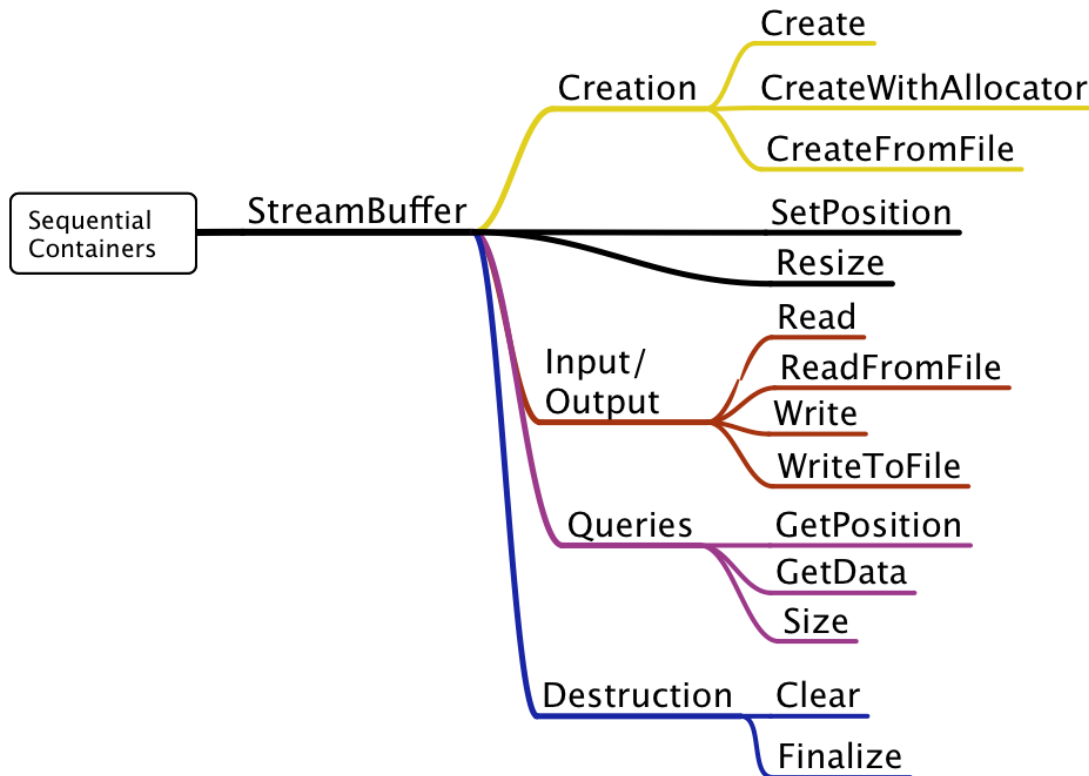 Sequential
Containers
StreamBuffer
Creation
Create
CreateWithAllocator
CreateFromFile
SetPosition
Resize
Input/
Output
Read
ReadFromFile
Write
WriteToFile
Queries
GetPosition
GetData
Size
Destruction
Clear
Finalize